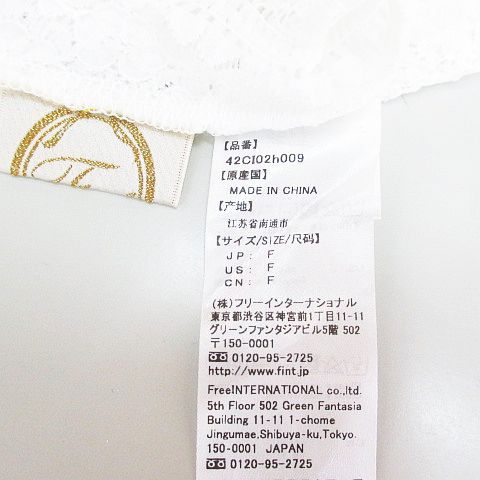 【品番】
42CI02h009
【原産国】
MADE IN CHINA
【产地】
江苏省南通市
【サイズ/SIZE/尺码】
JP: F
US: F
CN: F
(株)フリーインターナショナル
東京都渋谷区神宮前1丁目11-11
グリーンファンタジアビル5階 502
〒150-0001
0120-95-2725
http://www.fint.jp
FreeINTERNATIONAL co.,ltd.
5th Floor 502 Green Fantasia
Building 11-11 1-chome
Jingumae,Shibuya-ku,Tokyo.
150-0001 JAPAN
0120-95-2725